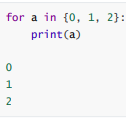 for a in {0, 1, 2}:
    print(a)
0
1
2